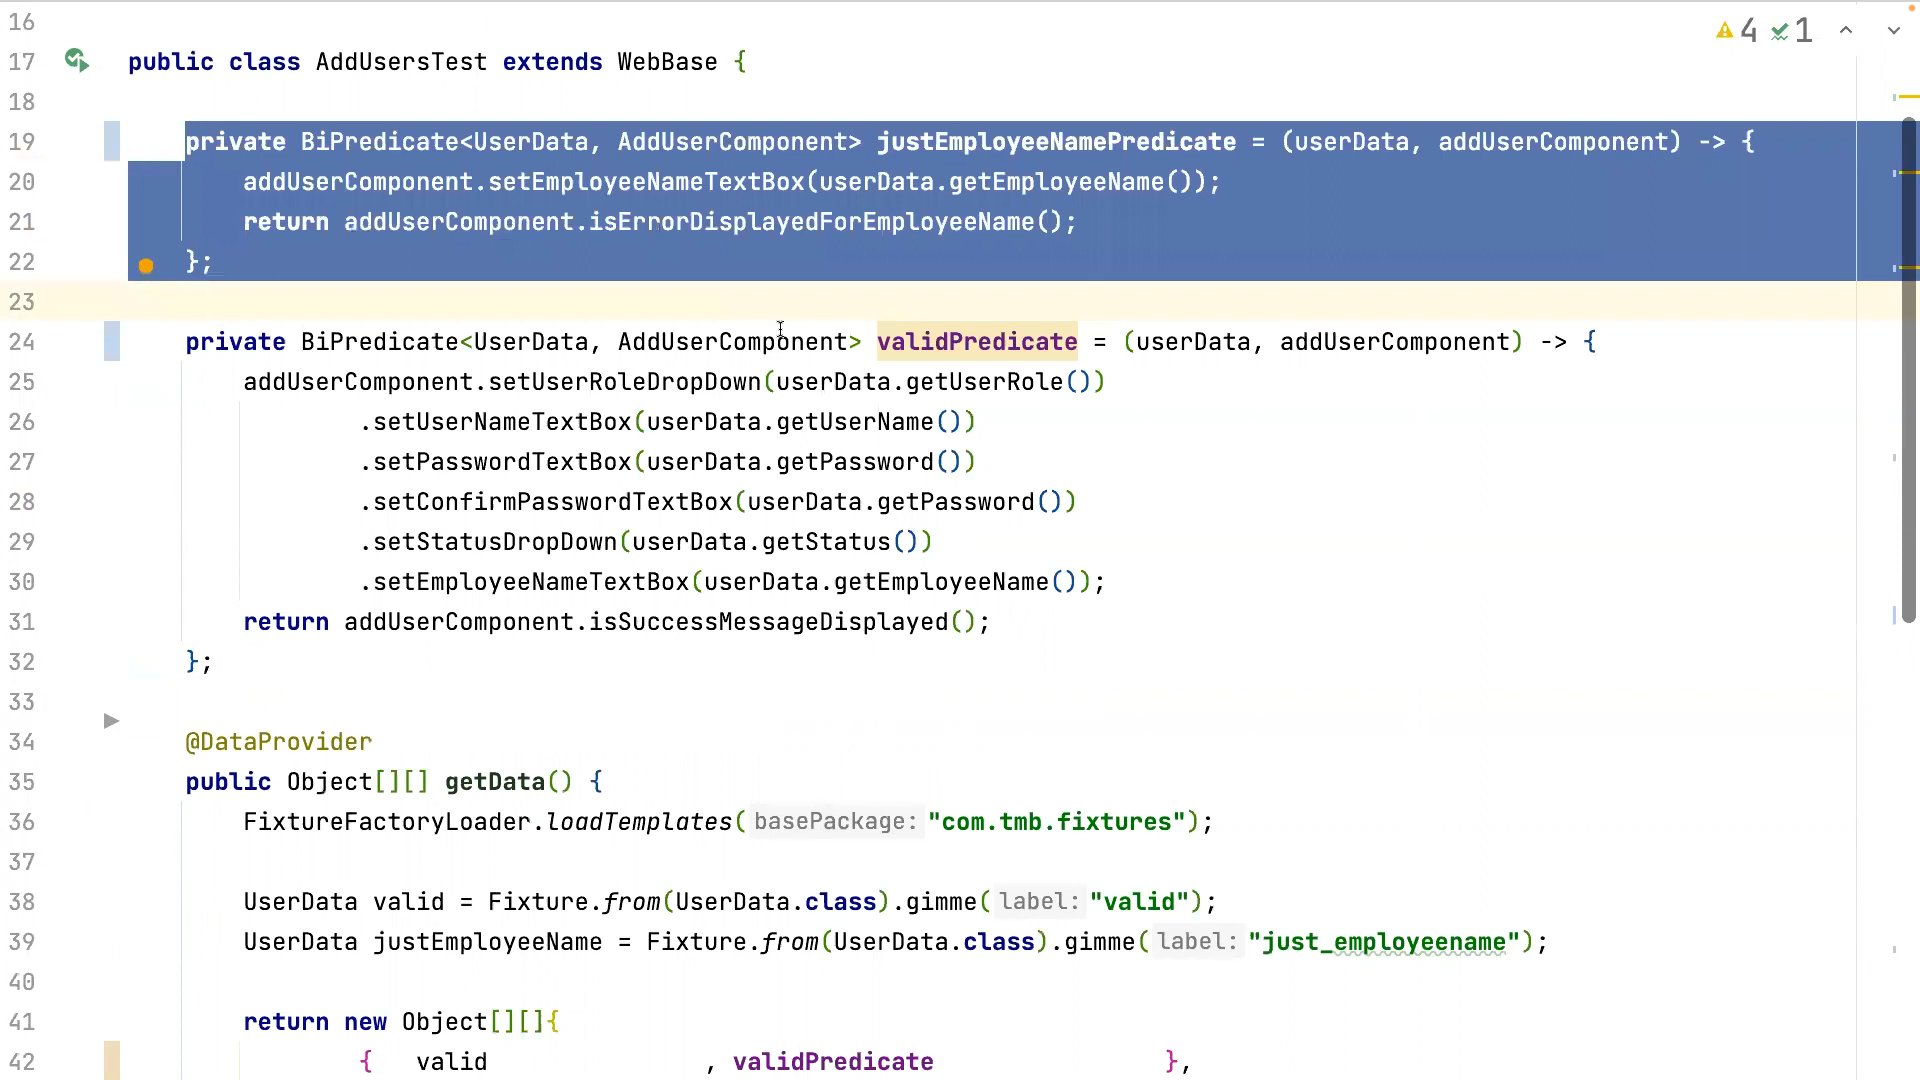 16
4 1
17 public class AddUsersTest extends WebBase {
18
19 private BiPredicate<UserData, AddUserComponent> justEmployeeNamePredicate = (userData, addUserComponent) -> {
20 addUserComponent.setEmployeeNameTextBox(userData.getEmployeeName());
21 return addUserComponent.isErrorDisplayedForEmployeeName();
22 };
23
24 private BiPredicate<UserData, AddUserComponent> validPredicate = (userData, addUserComponent) -> {
25 addUserComponent.setUserRoleDropDown(userData.getUserRole())
26 .setUserNameTextBox(userData.getUserName())
27 .setPasswordTextBox(userData.getPassword())
28 .setConfirmPasswordTextBox(userData.getPassword())
29 .setStatusDropDown(userData.getStatus())
30 .setEmployeeNameTextBox(userData.getEmployeeName());
31 return addUserComponent.isSuccessMessageDisplayed();
32 };
33
34 @DataProvider
35 public Object[][] getData() {
36 FixtureFactoryLoader.loadTemplates( basePackage: "com.tmb.fixtures");
37
38 UserData valid = Fixture.from(UserData.class).gimme( label: "valid");
39 UserData justEmployeeName = Fixture.from(UserData.class).gimme( label: "just_employeename");
40
41 return new Object[][]{
42 { valid , validPredicate },